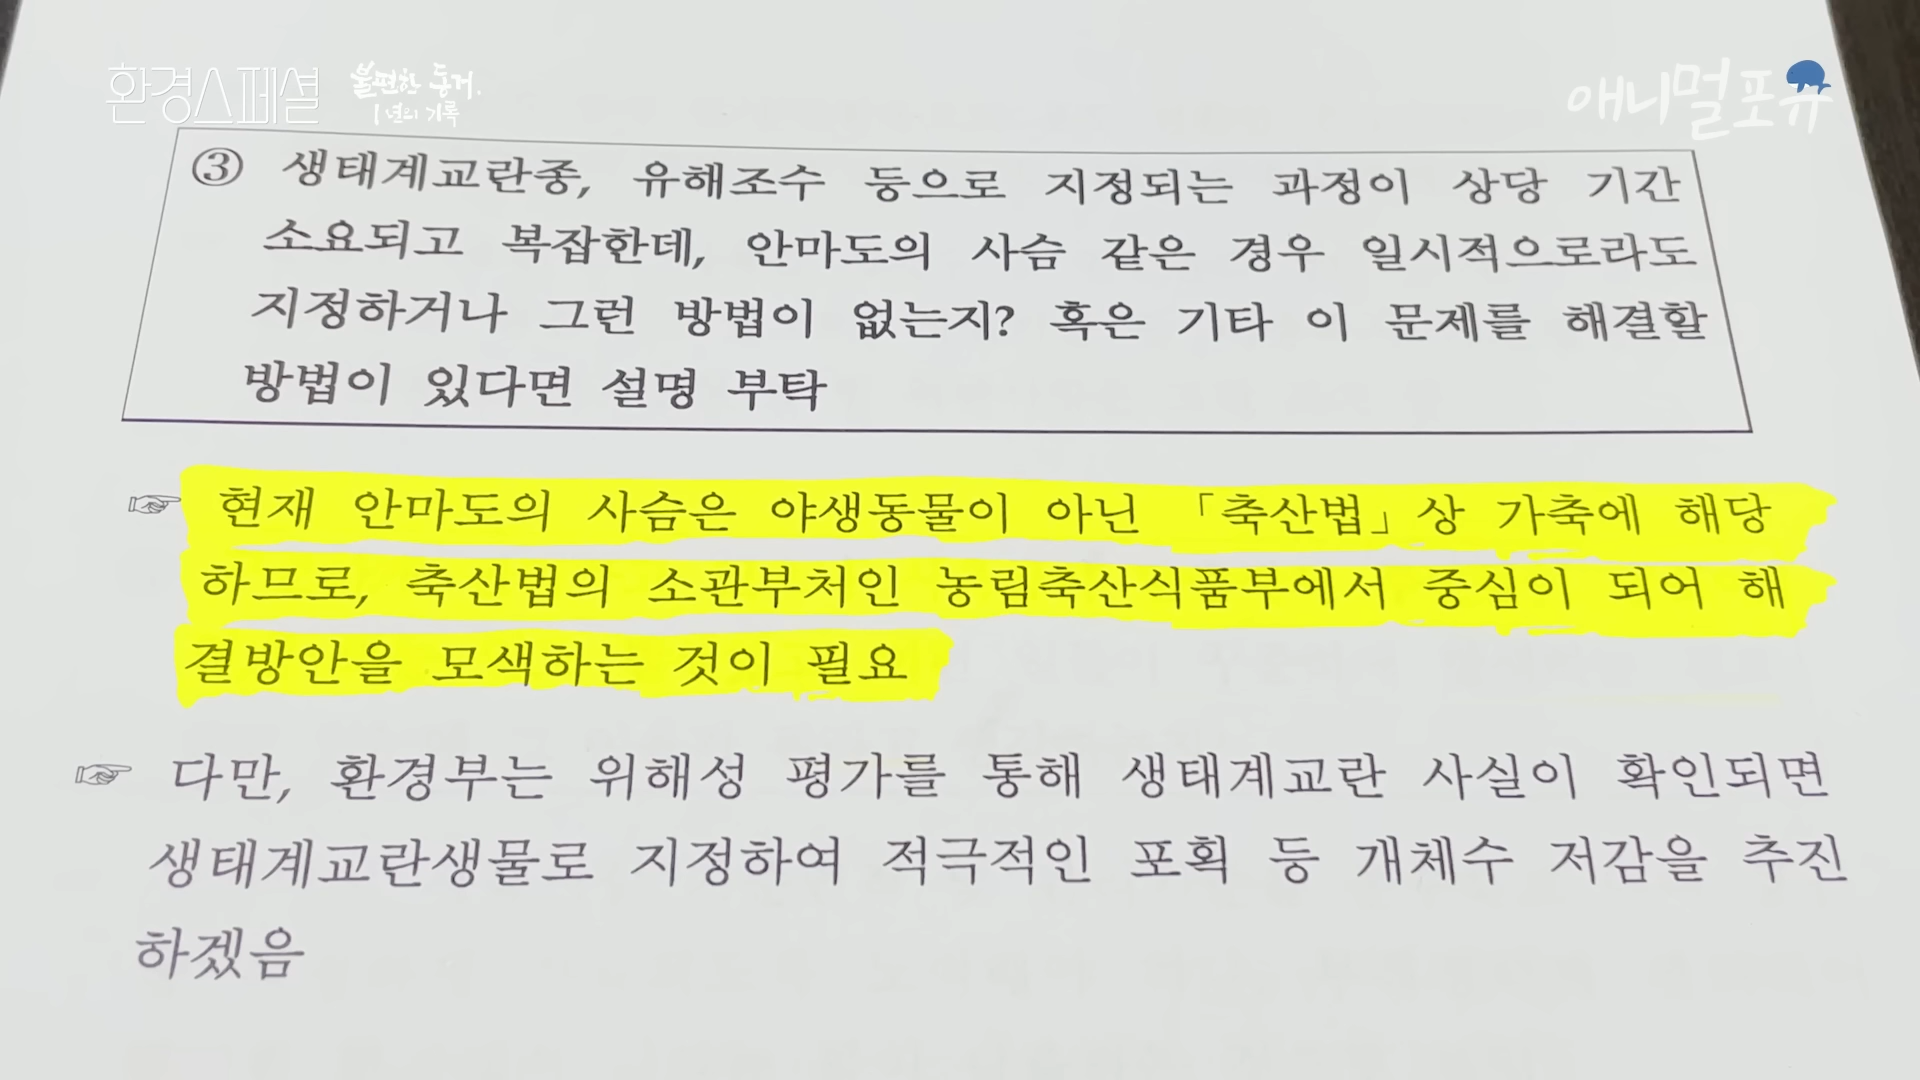 환경스페셜 불편한 동거.
1년의 기록
애니멀포유
③ 생태계교란종, 유해조수 등으로 지정되는 과정이 상당 기간
소요되고 복잡한데, 안마도의 사슴 같은 경우 일시적으로라도
지정하거나 그런 방법이 없는지? 혹은 기타 이 문제를 해결할
방법이 있다면 설명 부탁
☞ 현재 안마도의 사슴은 야생동물이 아닌 「축산법」상 가축에 해당
하므로, 축산법의 소관부처인 농림축산식품부에서 중심이 되어 해
결방안을 모색하는 것이 필요
☞ 다만, 환경부는 위해성 평가를 통해 생태계교란 사실이 확인되면
생태계교란생물로 지정하여 적극적인 포획 등 개체수 저감을 추진
하겠음